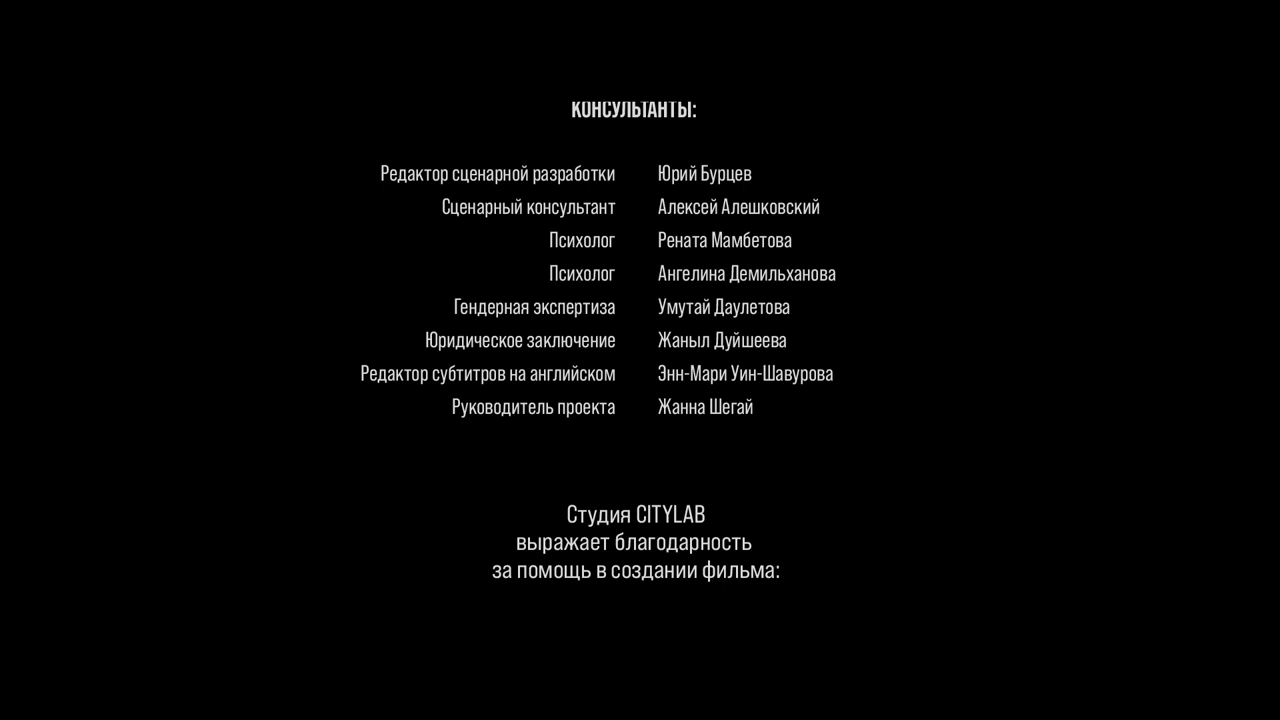 КОНСУЛЬТАНТЫ:
Редактор сценарной разработки Юрий Бурцев
Сценарный консультант Алексей Алешковский
Психолог Рената Мамбетова
Психолог Ангелина Демильханова
Гендерная экспертиза Умутай Даулетова
Юридическое заключение Жаныл Дуйшеева
Редактор субтитров на английском Энн-Мари Уин-Шавурова
Руководитель проекта Жанна Шегай
Студия CITYLAB
выражает благодарность
за помощь в создании фильма: